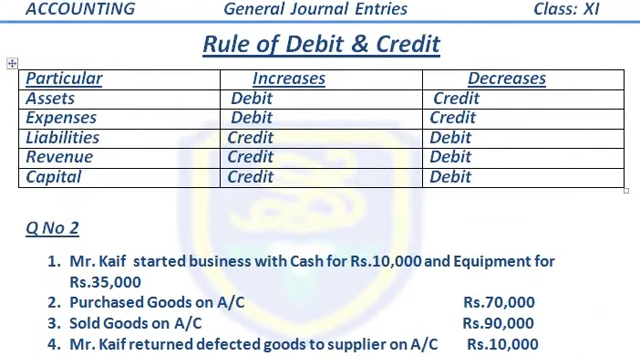 ACCOUNTING General Journal Entries Class: XI
Rule of Debit & Credit
Particular Increases Decreases
Assets Debit Credit
Expenses Debit Credit
Liabilities Credit Debit
Revenue Credit Debit
Capital Credit Debit
Q No 2
1. Mr. Kaif started business with Cash for Rs.10,000 and Equipment for
Rs.35,000
2. Purchased Goods on A/C Rs.70,000
3. Sold Goods on A/C Rs.90,000
4. Mr. Kaif returned defected goods to supplier on A/C Rs.10,000